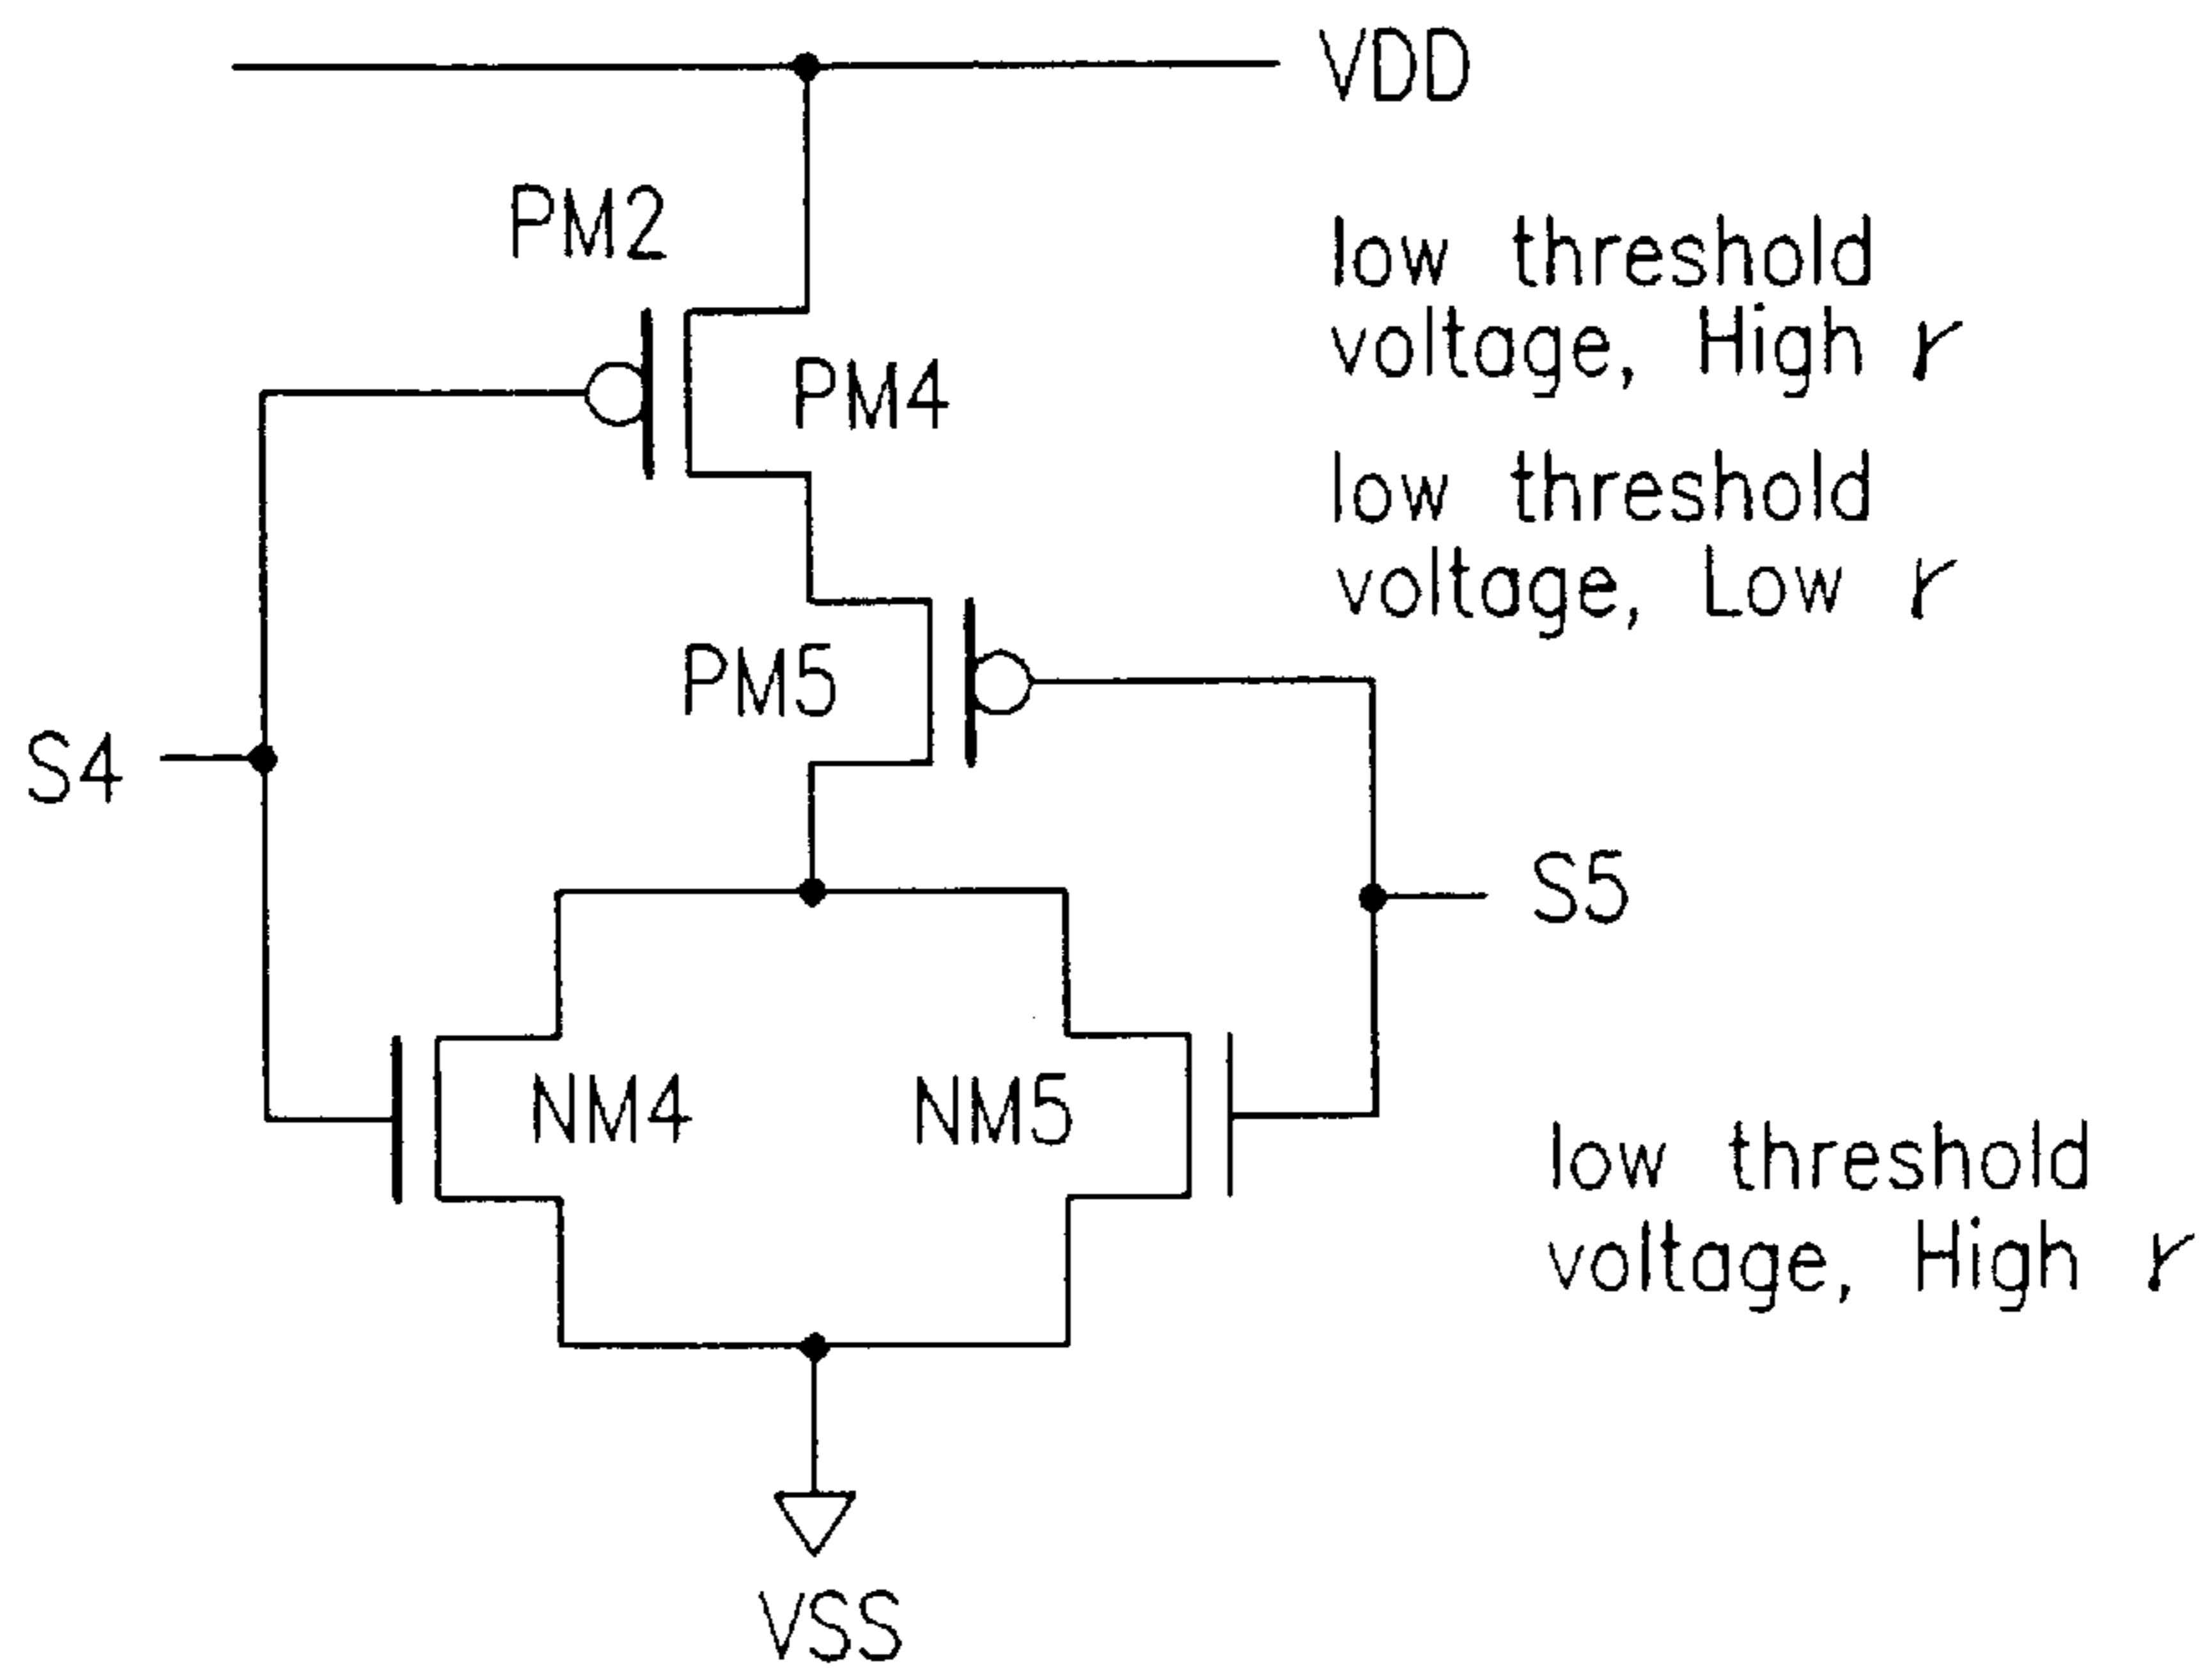 VDD
PM2
low threshold
voltage, High r
PM4
low threshold
voltage, Low r
PM5
S4
S5
NM4
NM5
low threshold
voltage, High r
VSS